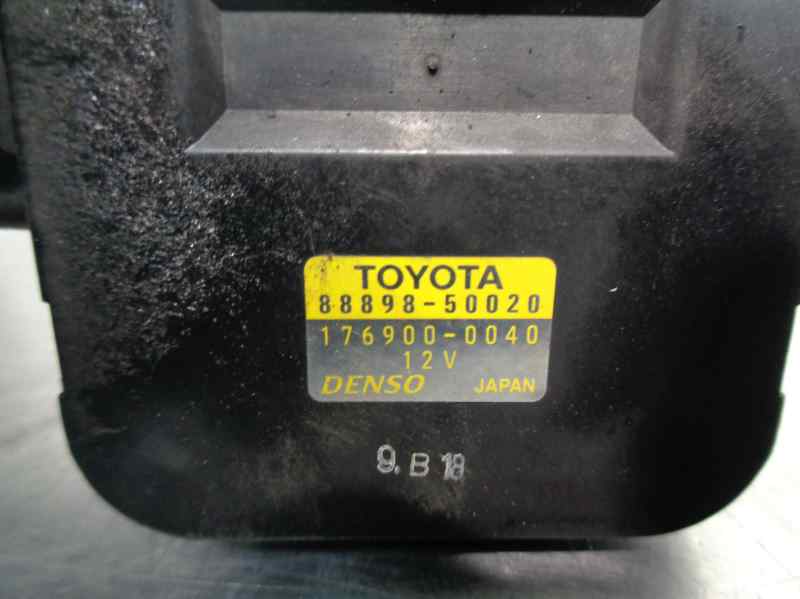 TOYOTA
88898-50020
176900-0040
12V
DENSO JAPAN
9. B 18